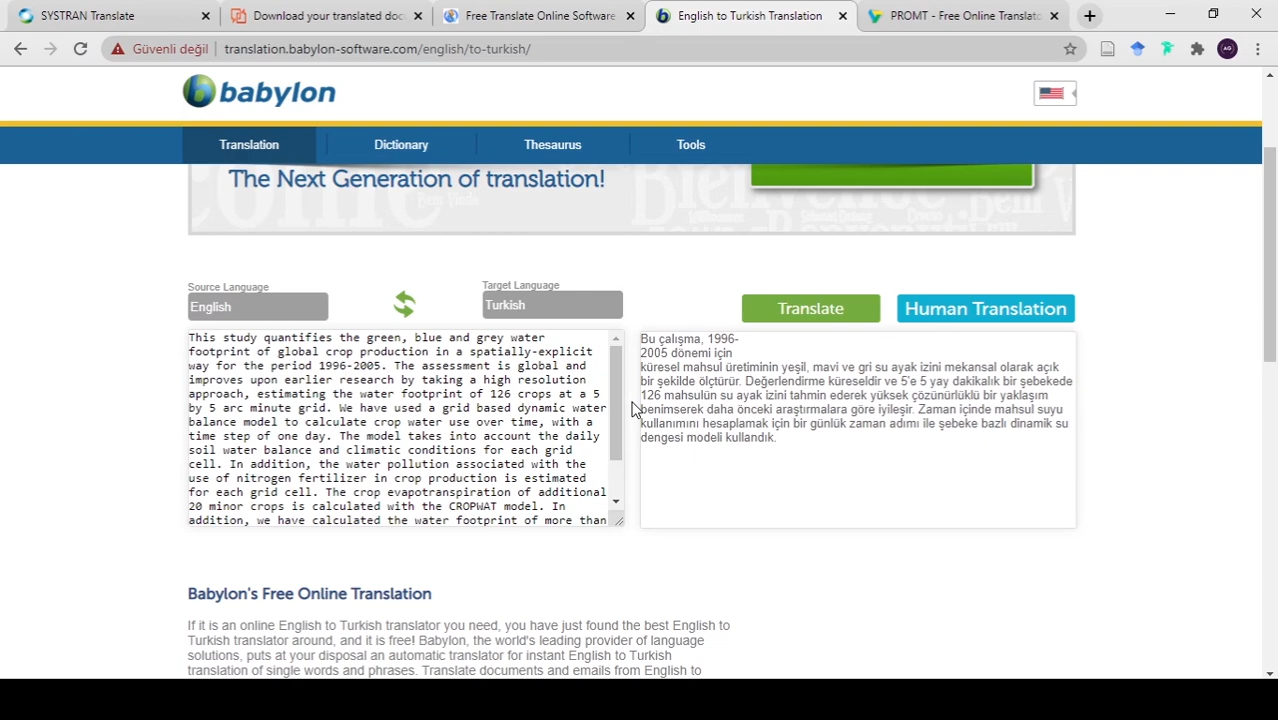 SYSTRAN Translate
Download your translated doc
Free Translate Online Software
English to Turkish Translation
PROMT - Free Online Translato
Güvenli değil
translation.babylon-software.com/english/to-turkish/
AG
babylon
Translation
Dictionary
Thesaurus
Tools
The Next Generation of translation!
Source Language
English
Target Language
Turkish
Translate
Human Translation
This study quantifies the green, blue and grey water
footprint of global crop production in a spatially-explicit
way for the period 1996-2005. The assessment is global and
improves upon earlier research by taking a high resolution
approach, estimating the water footprint of 126 crops at a 5
by 5 arc minute grid. We have used a grid based dynamic water
balance model to calculate crop water use over time, with a
time step of one day. The model takes into account the daily
soil water balance and climatic conditions for each grid
cell. In addition, the water pollution associated with the
use of nitrogen fertilizer in crop production is estimated
for each grid cell. The crop evapotranspiration of additional
20 minor crops is calculated with the CROPWAT model. In
addition, we have calculated the water footprint of more than
Bu çalışma, 1996-
2005 dönemi için
küresel mahsul üretiminin yeşil, mavi ve gri su ayak izini mekansal olarak açık
bir şekilde ölçtürür. Değerlendirme küreseldir ve 5'e 5 yay dakikalık bir şebekede
126 mahsulün su ayak izini tahmin ederek yüksek çözünürlüklü bir yaklaşım
benimserek daha önceki araştırmalara göre iyileşir. Zaman içinde mahsul suyu
kullanımını hesaplamak için bir günlük zaman adımı ile şebeke bazlı dinamik su
dengesi modeli kullandık.
Babylon's Free Online Translation
If it is an online English to Turkish translator you need, you have just found the best English to
Turkish translator around, and it is free! Babylon, the world's leading provider of language
solutions, puts at your disposal an automatic translator for instant English to Turkish
translation of single words and phrases. Translate documents and emails from English to